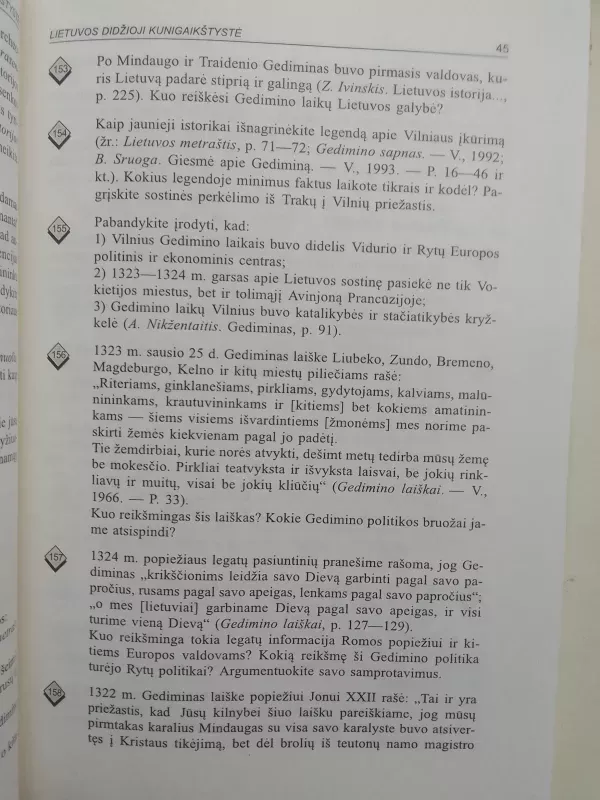 LIETUVOS DIDŽIOJI KUNIGAIKŠTYSTĖ
45
153
Po Mindaugo ir Traidenio Gediminas buvo pirmasis valdovas, ku-
ris Lietuvą padarė stiprią ir galingą (Z. Ivinskis. Lietuvos istorija...,
p. 225). Kuo reiškėsi Gedimino laikų Lietuvos galybė?
154
Kaip jaunieji istorikai išnagrinėkite legendą apie Vilniaus įkūrimą
(žr.: Lietuvos metraštis, p. 71—72; Gedimino sapnas. — V., 1992;
B. Sruoga. Giesmė apie Gediminą. — V., 1993. — P. 16—46 ir
kt.). Kokius legendoje minimus faktus laikote tikrais ir kodėl? Pa-
grįskite sostinės perkėlimo iš Trakų į Vilnių priežastis.
155
Pabandykite įrodyti, kad:
1) Vilnius Gedimino laikais buvo didelis Vidurio ir Rytų Europos
politinis ir ekonominis centras;
2) 1323—1324 m. garsas apie Lietuvos sostinę pasiekė ne tik Vo-
kietijos miestus, bet ir tolimąjį Avinjoną Prancūzijoje;
3) Gedimino laikų Vilnius buvo katalikybės ir stačiatikybės kryž-
kelė (A. Nikžentaitis. Gediminas, p. 91).
156
1323 m. sausio 25 d. Gediminas laiške Liubeko, Zundo, Bremeno,
Magdeburgo, Kelno ir kitų miestų piliečiams rašė:
„Riteriams, ginklanešiams, pirkliams, gydytojams, kalviams, malū-
nininkams, krautuvininkams ir [kitiems] bet kokiems amatinin-
kams — šiems visiems išvardintiems [žmonėms] mes norime pa-
skirti žemės kiekvienam pagal jo padėtį.
Tie žemdirbiai, kurie norės atvykti, dešimt metų tedirba mūsų žemę
be mokesčio. Pirkliai teatvyksta ir išvyksta laisvai, be jokių rink-
liavų ir muitų, visai be jokių kliūčių“ (Gedimino laiškai. — V.,
1966. — P. 33).
Kuo reikšmingas šis laiškas? Kokie Gedimino politikos bruožai ja-
me atsispindi?
157
1324 m. popiežiaus legatų pasiuntinių pranešime rašoma, jog Ge-
diminas „krikščionims leidžia savo Dievą garbinti pagal savo pa-
pročius, rusams pagal savo apeigas, lenkams pagal savo papročius“;
„o mes [lietuviai] garbiname Dievą pagal savo apeigas, ir visi
turime vieną Dievą“ (Gedimino laiškai, p. 127—129).
Kuo reikšminga tokia legatų informacija Romos popiežiui ir ki-
tiems Europos valdovams? Kokią reikšmę ši Gedimino politika
turėjo Rytų politikai? Argumentuokite savo samprotavimus.
158
1322 m. Gediminas laiške popiežiui Jonui XXII rašė: „Tai ir yra
priežastis, kad Jūsų kilnybei šiuo laišku pareiškiame, jog mūsų
pirmtakas karalius Mindaugas su visa savo karalyste buvo atsiver-
tęs į Kristaus tikėjimą, bet dėl brolių iš teutonų namo magistro